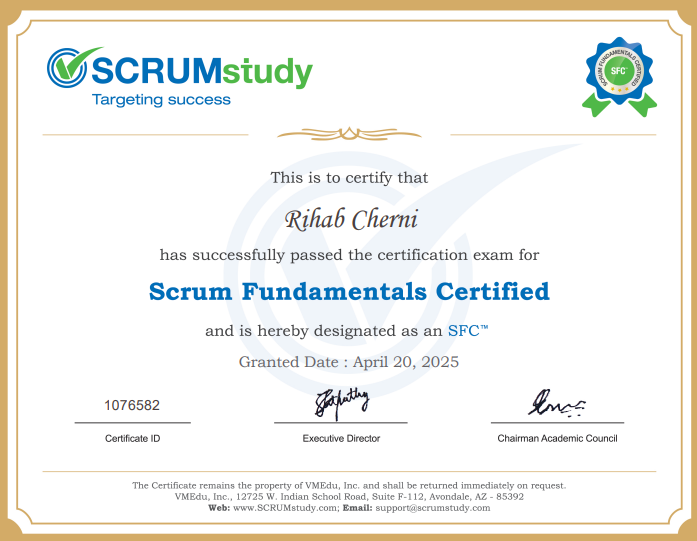 SCRUMstudy
Targeting success
SCRUM FUNDAMENTALS CERTIFIED
SFC™
This is to certify that
Rihab Cherni
has successfully passed the certification exam for
Scrum Fundamentals Certified
and is hereby designated as an SFC™
Granted Date : April 20, 2025
1076582
Certificate ID
Executive Director
Chairman Academic Council
The Certificate remains the property of VMEdu, Inc. and shall be returned immediately on request.
VMEdu, Inc., 12725 W. Indian School Road, Suite F-112, Avondale, AZ - 85392
Web: www.SCRUMstudy.com; Email: support@scrumstudy.com